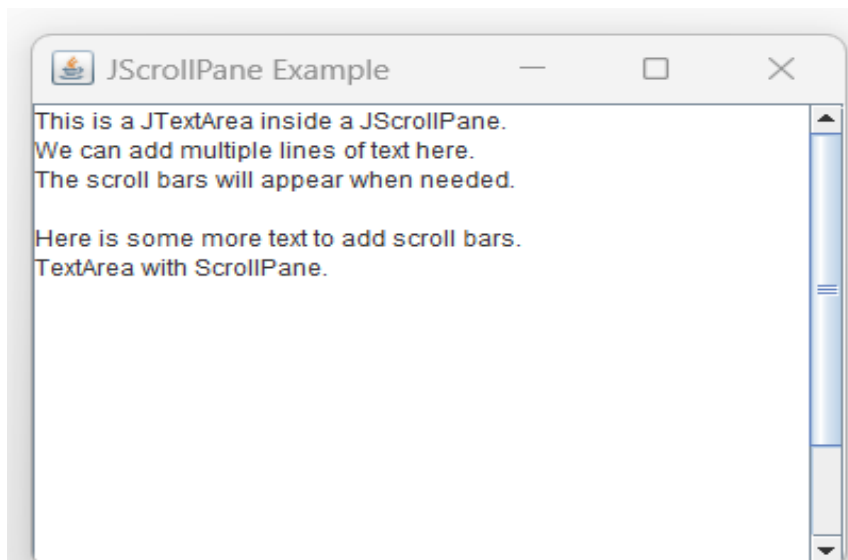 JScrollPane Example
This is a JTextArea inside a JScrollPane.
We can add multiple lines of text here.
The scroll bars will appear when needed.
Here is some more text to add scroll bars.
TextArea with ScrollPane.